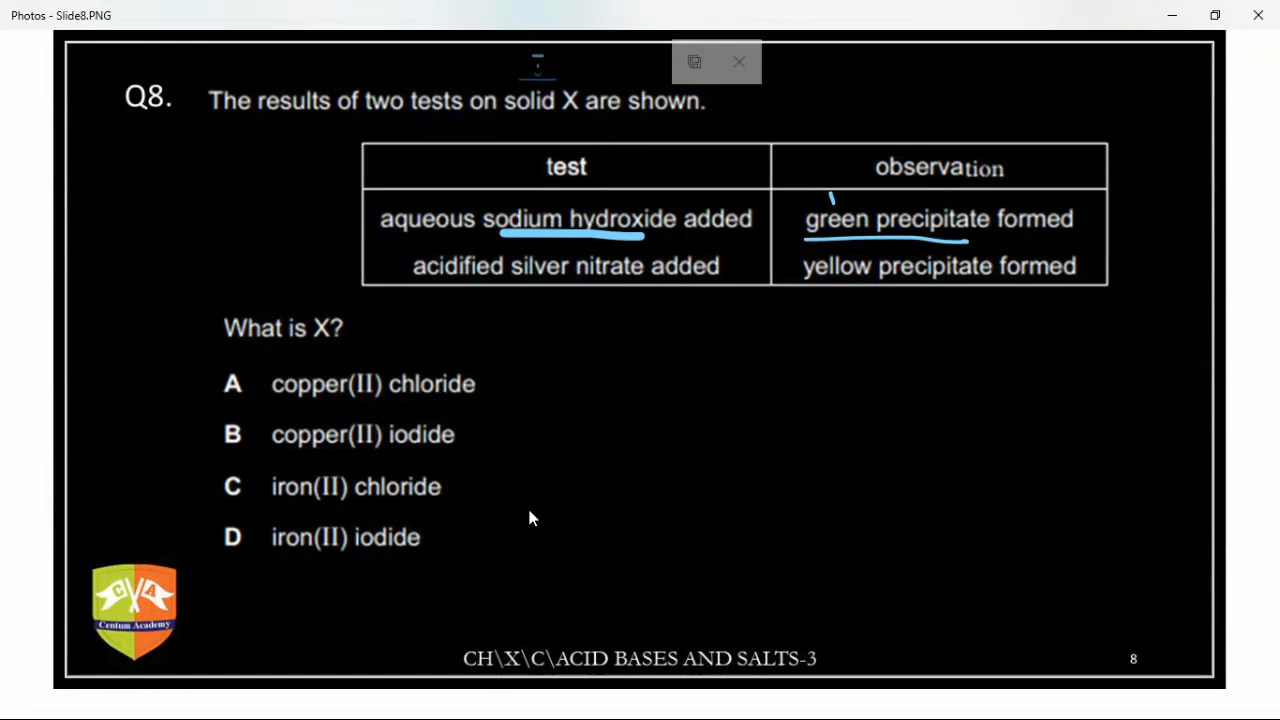 Photos - Slide8.PNG
Q8. The results of two tests on solid X are shown.
test observation
aqueous sodium hydroxide added green precipitate formed
acidified silver nitrate added yellow precipitate formed
What is X?
A copper(II) chloride
B copper(II) iodide
C iron(II) chloride
D iron(II) iodide
C A
Centum Academy
CH\X\C\ACID BASES AND SALTS-3 8